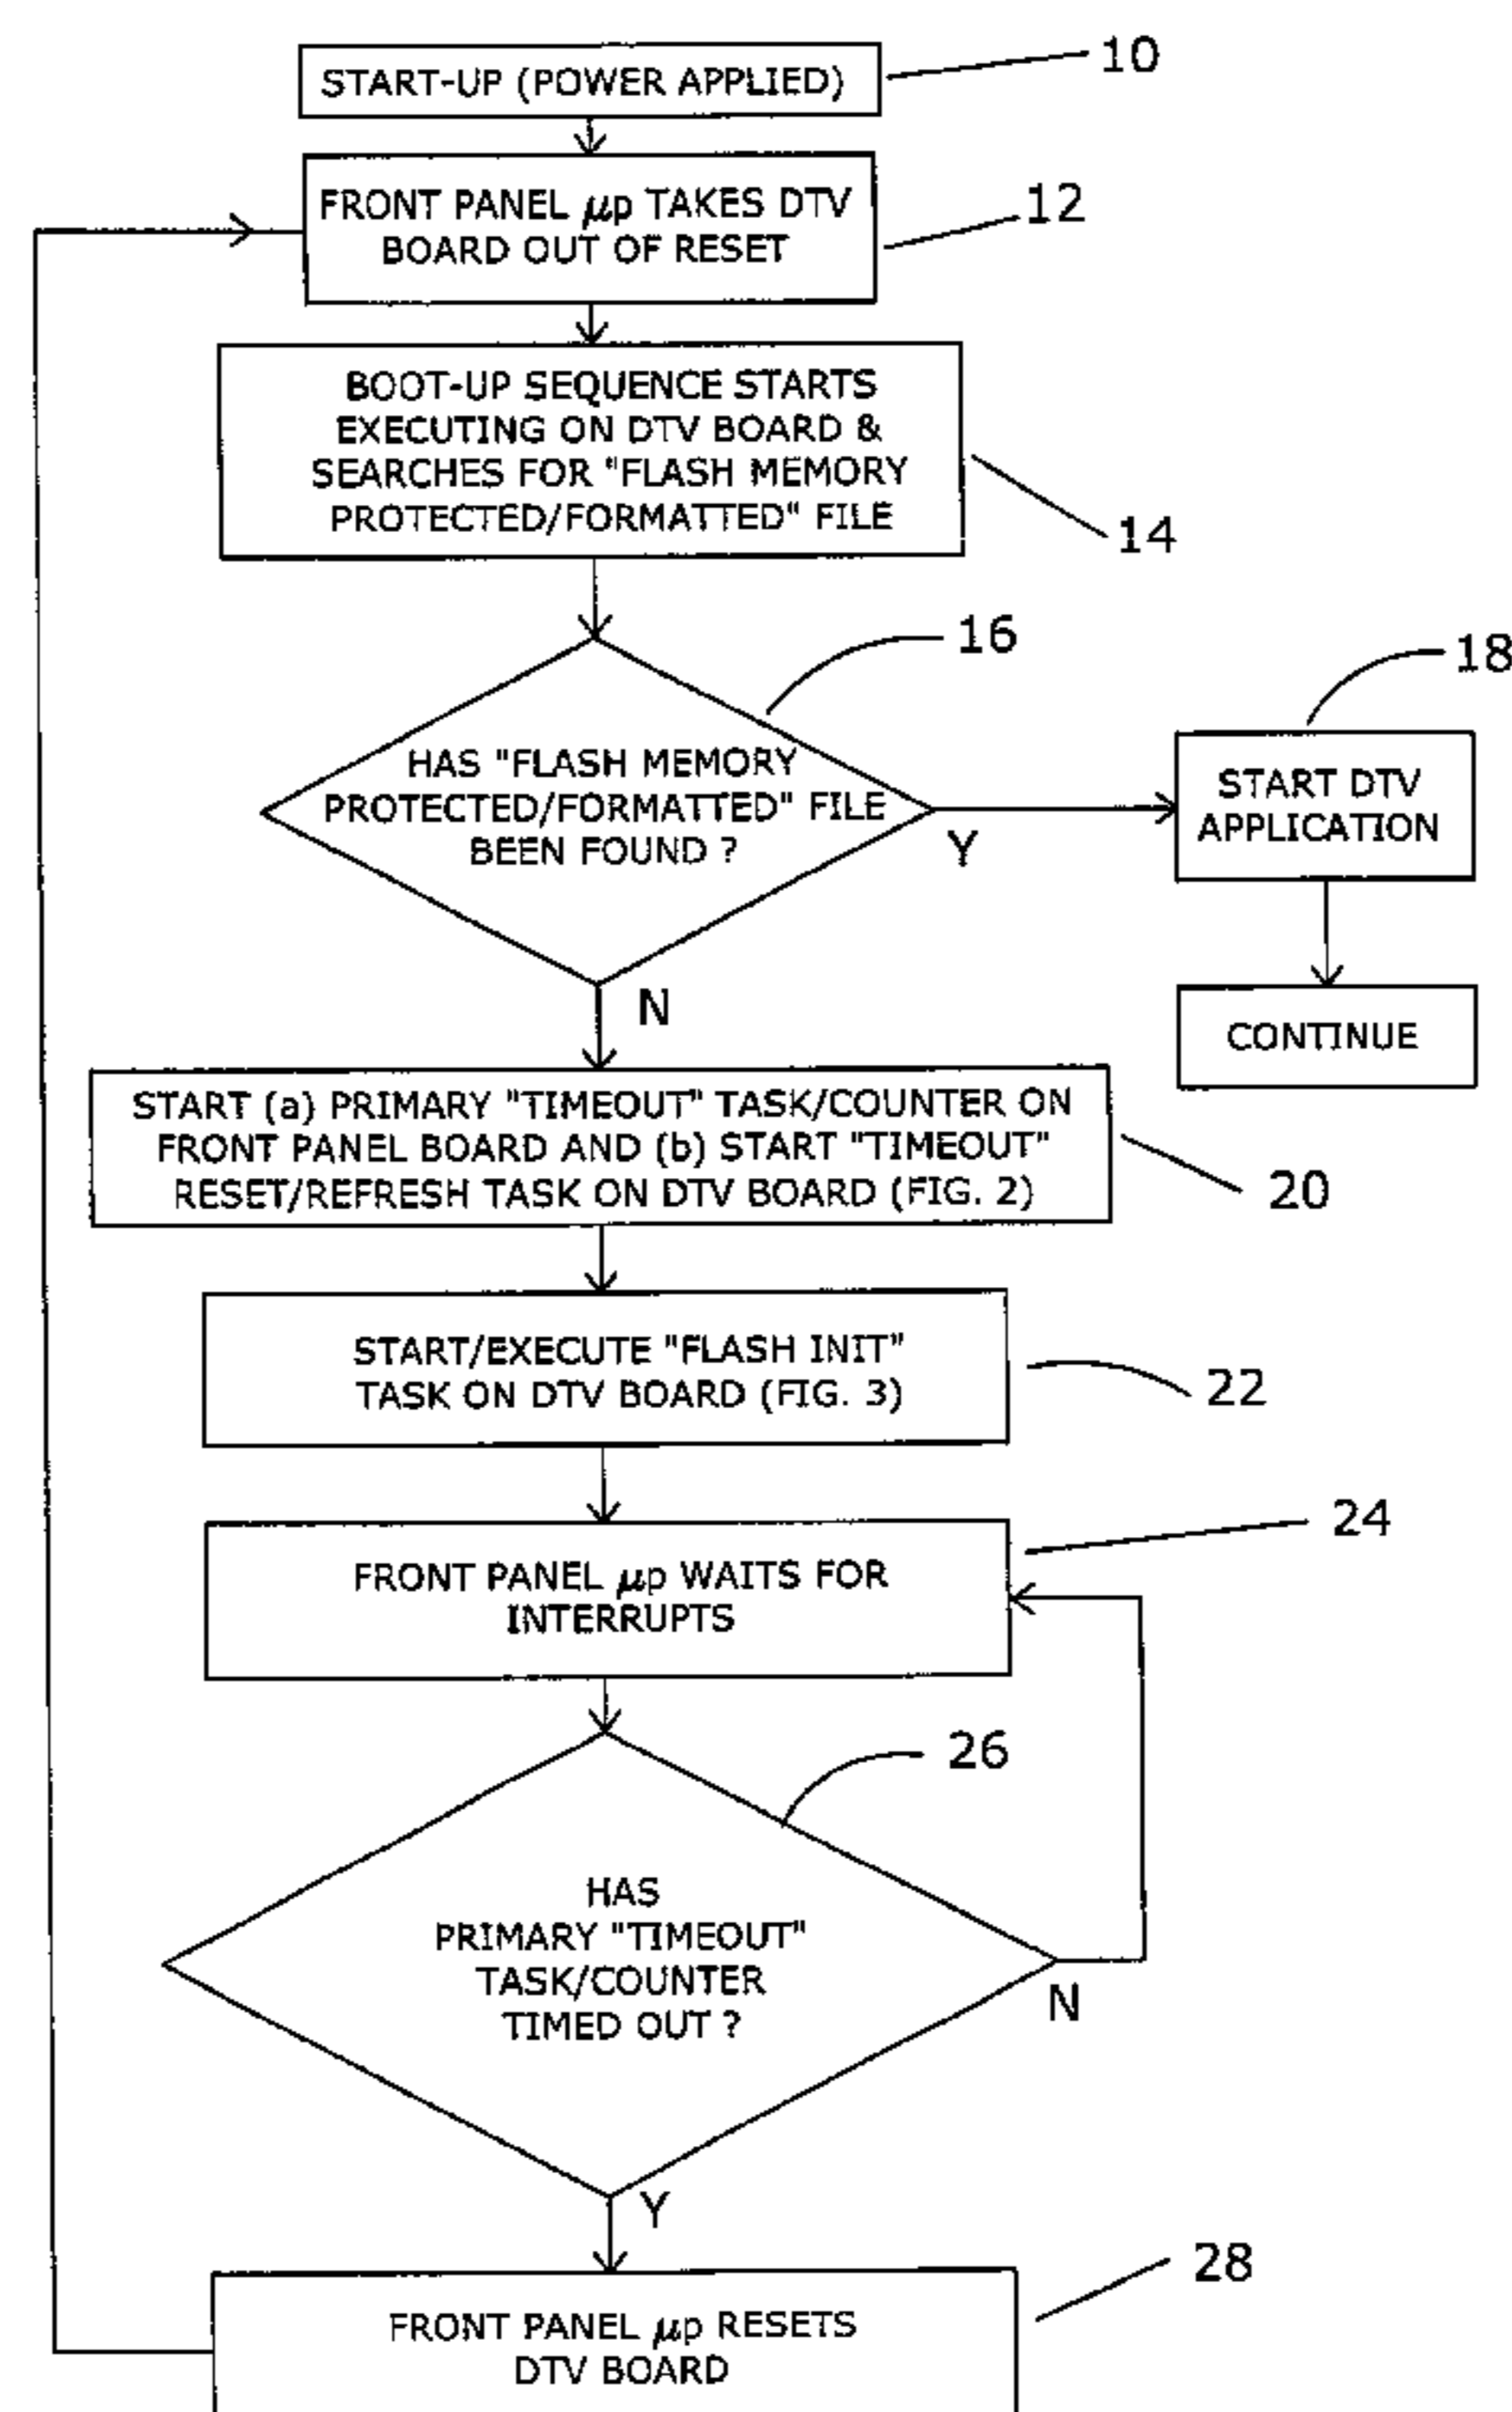 START-UP (POWER APPLIED)
10
FRONT PANEL μp TAKES DTV
BOARD OUT OF RESET
12
BOOT-UP SEQUENCE STARTS
EXECUTING ON DTV BOARD &
SEARCHES FOR "FLASH MEMORY
PROTECTED/FORMATTED" FILE
14
16
HAS "FLASH MEMORY
PROTECTED/FORMATTED" FILE
BEEN FOUND ?
Y
18
START DTV
APPLICATION
CONTINUE
N
START (a) PRIMARY "TIMEOUT" TASK/COUNTER ON
FRONT PANEL BOARD AND (b) START "TIMEOUT"
RESET/REFRESH TASK ON DTV BOARD (FIG. 2)
20
START/EXECUTE "FLASH INIT"
TASK ON DTV BOARD (FIG. 3)
22
FRONT PANEL μp WAITS FOR
INTERRUPTS
24
26
HAS
PRIMARY "TIMEOUT"
TASK/COUNTER
TIMED OUT ?
N
Y
FRONT PANEL μp RESETS
DTV BOARD
28